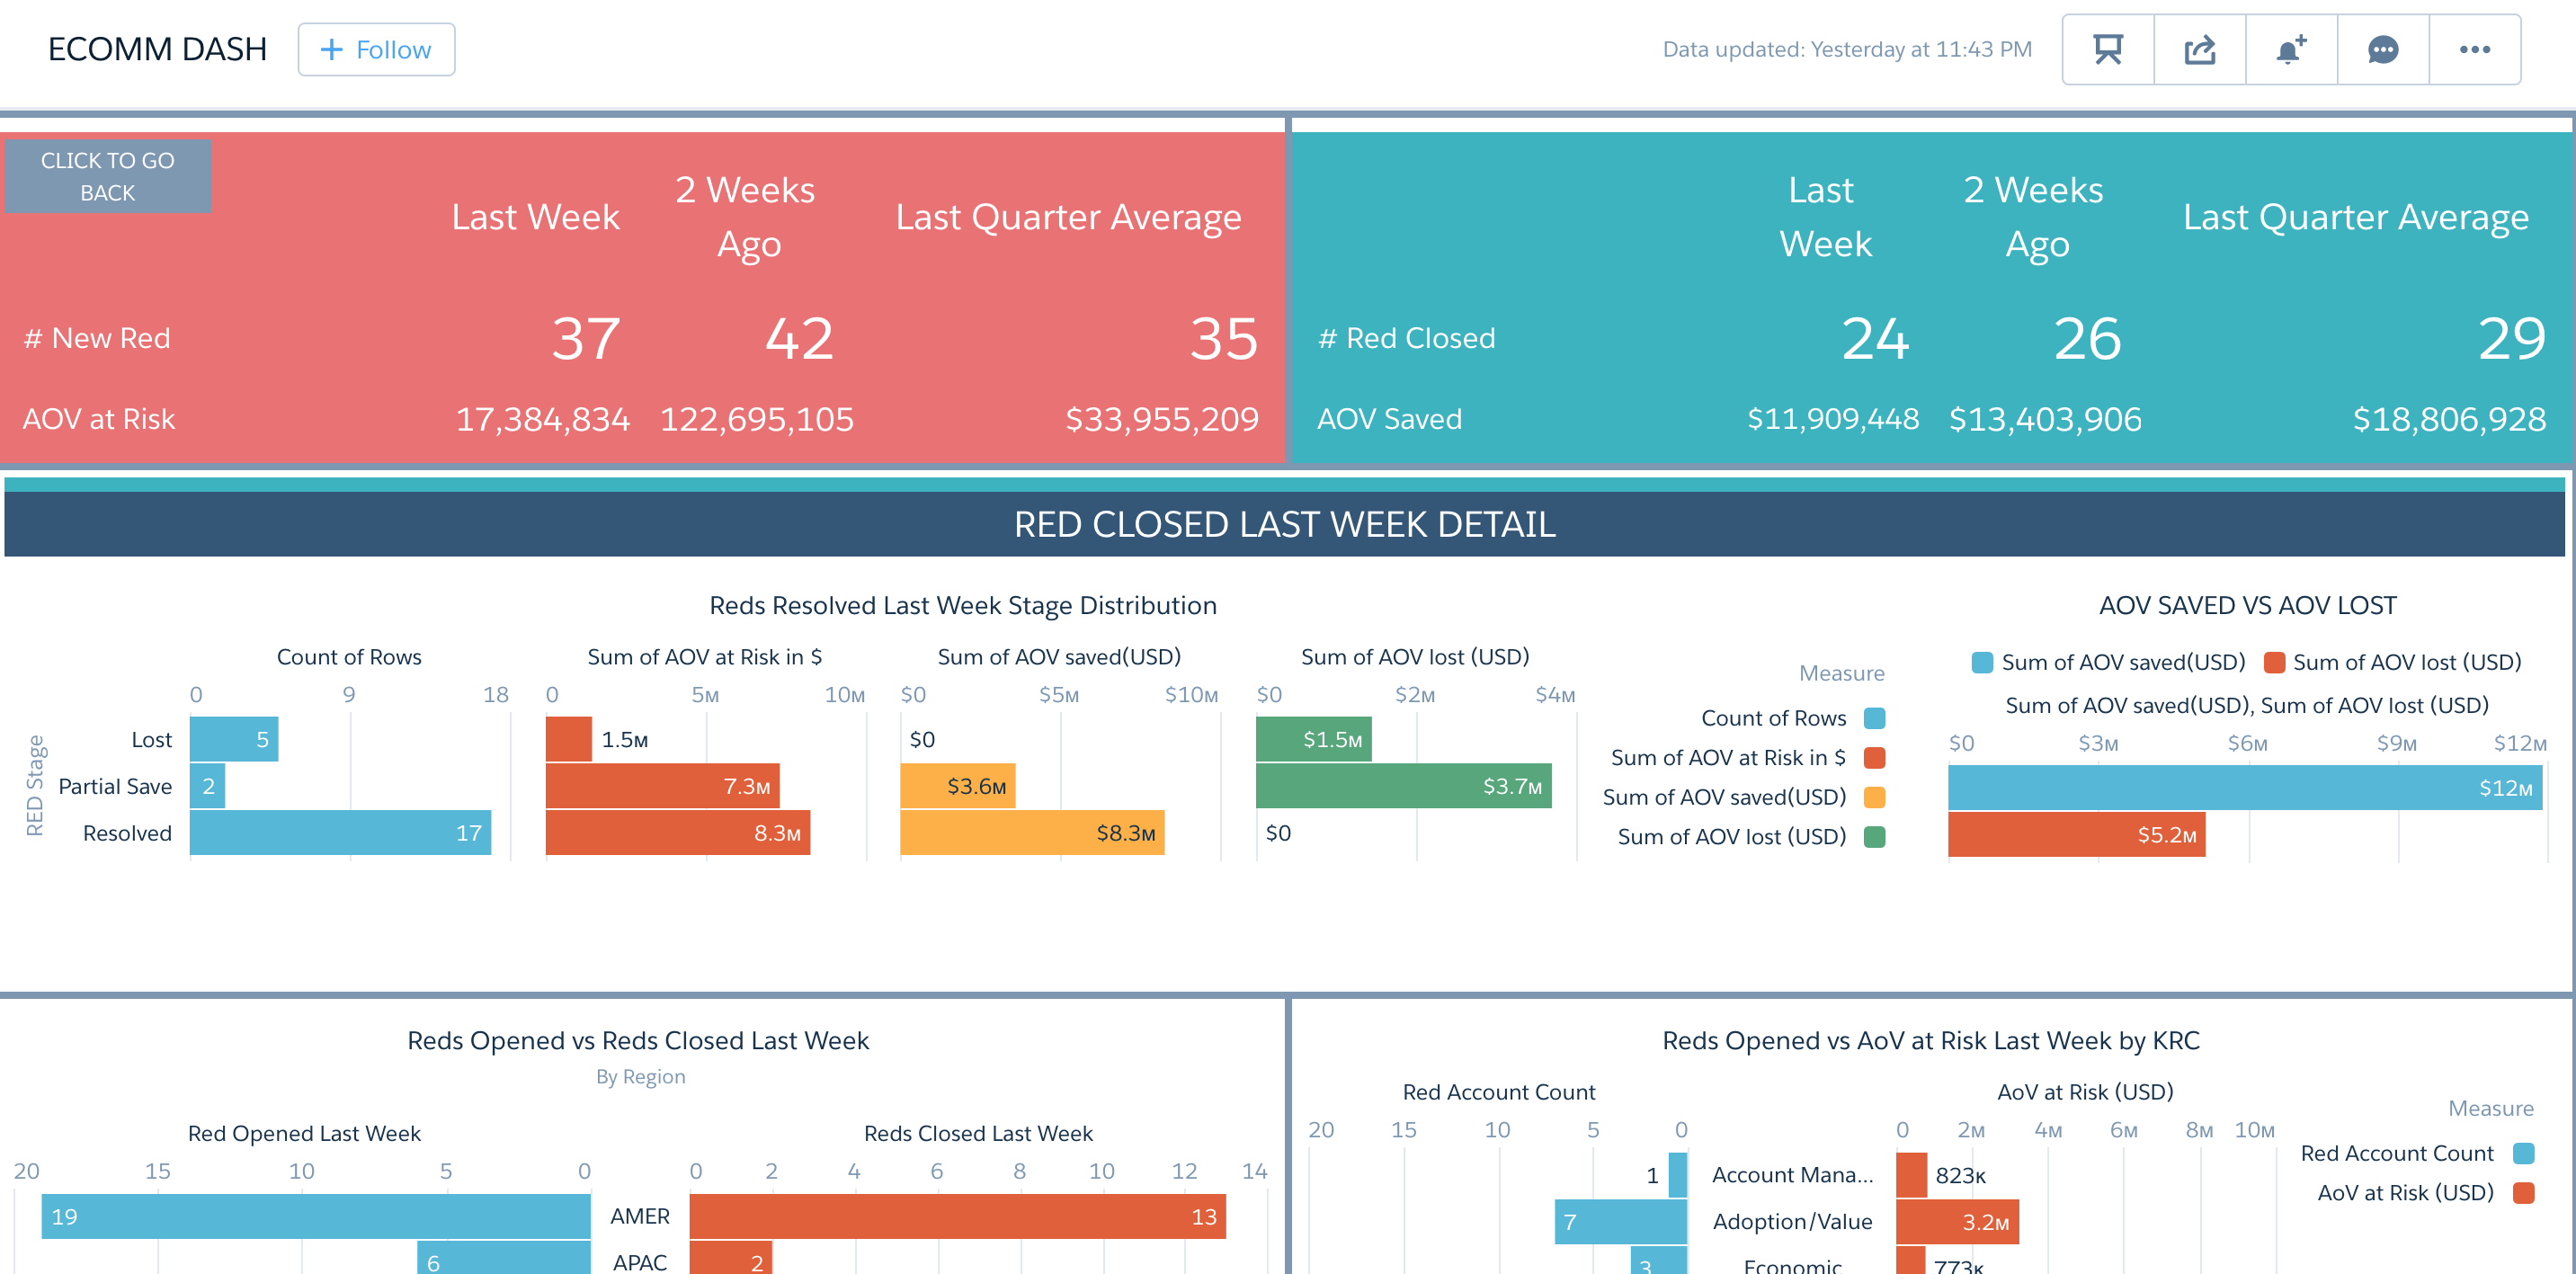 ECOMM DASH
+ Follow
Data updated: Yesterday at 11:43 PM
CLICK TO GO
BACK
Last Week
2 Weeks
Ago
Last Quarter Average
# New Red
37
42
35
AOV at Risk
17,384,834
122,695,105
$33,955,209
Last
Week
2 Weeks
Ago
Last Quarter Average
# Red Closed
24
26
29
AOV Saved
$11,909,448
$13,403,906
$18,806,928
RED CLOSED LAST WEEK DETAIL
Reds Resolved Last Week Stage Distribution
Count of Rows
Sum of AOV at Risk in $
Sum of AOV saved(USD)
Sum of AOV lost (USD)
0 9 18
0 5M 10M
$0 $5M $10M
$0 $2M $4M
RED Stage
Lost 5 1.5M $0 $1.5M
Partial Save 2 7.3M $3.6M $3.7M
Resolved 17 8.3M $8.3M $0
Measure
Count of Rows
Sum of AOV at Risk in $
Sum of AOV saved(USD)
Sum of AOV lost (USD)
AOV SAVED VS AOV LOST
Sum of AOV saved(USD) Sum of AOV lost (USD)
Sum of AOV saved(USD), Sum of AOV lost (USD)
$0 $3M $6M $9M $12M
$12M
$5.2M
Reds Opened vs Reds Closed Last Week
By Region
Red Opened Last Week
Reds Closed Last Week
20 15 10 5 0
0 2 4 6 8 10 12 14
19 AMER 13
6 APAC 2
Reds Opened vs AoV at Risk Last Week by KRC
Red Account Count
AoV at Risk (USD)
20 15 10 5 0
0 2M 4M 6M 8M 10M
1 Account Mana... 823K
7 Adoption/Value 3.2M
3 Economic 773K
Measure
Red Account Count
AoV at Risk (USD)